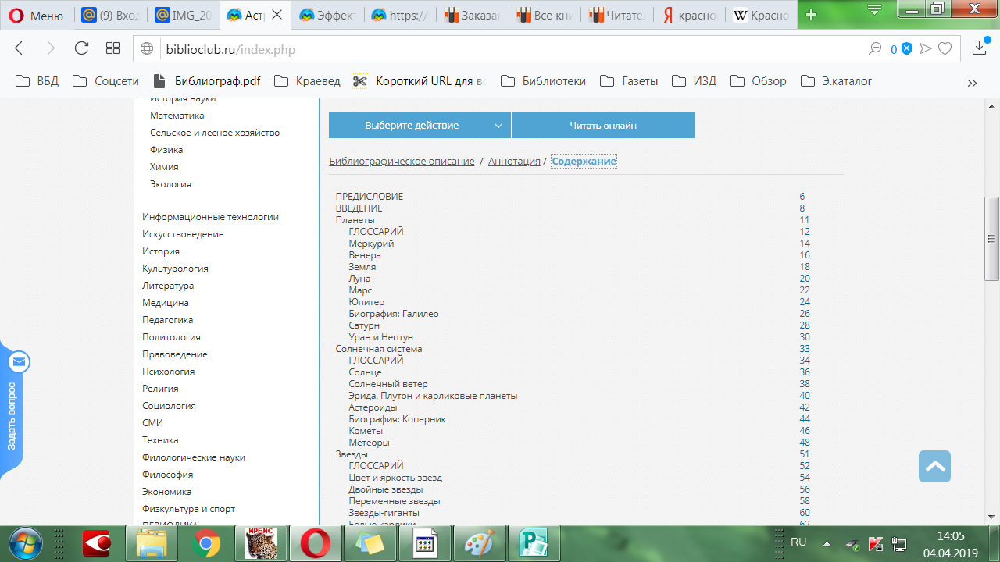 Меню
(9) Вход
IMG_20
Аст
Эффект
https://
Заказа
Все кни
Читать
красно
Красно
biblioclub.ru/index.php
0
ВБД
Соцсети
Библиограф.pdf
Краевед
Короткий URL для во
Библиотеки
Газеты
ИЗД
Обзор
Э.каталог
История науки
Математика
Сельское и лесное хозяйство
Физика
Химия
Экология
Информационные технологии
Искусствоведение
История
Культурология
Литература
Медицина
Педагогика
Политология
Правоведение
Психология
Религия
Социология
СМИ
Техника
Филологические науки
Философия
Экономика
Физкультура и спорт
ПЕРИОДИКА
Задать вопрос
Выберите действие
Читать онлайн
Библиографическое описание / Аннотация / Содержание
ПРЕДИСЛОВИЕ 6
ВВЕДЕНИЕ 8
Планеты 11
ГЛОССАРИЙ 12
Меркурий 14
Венера 16
Земля 18
Луна 20
Марс 22
Юпитер 24
Биография: Галилео 26
Сатурн 28
Уран и Нептун 30
Солнечная система 33
ГЛОССАРИЙ 34
Солнце 36
Солнечный ветер 38
Эрида, Плутон и карликовые планеты 40
Астероиды 42
Биография: Коперник 44
Кометы 46
Метеоры 48
Звезды 51
ГЛОССАРИЙ 52
Цвет и яркость звезд 54
Двойные звезды 56
Переменные звезды 58
Звезды-гиганты 60
Белые карлики 62
ИРБИС
RU
14:05
04.04.2019